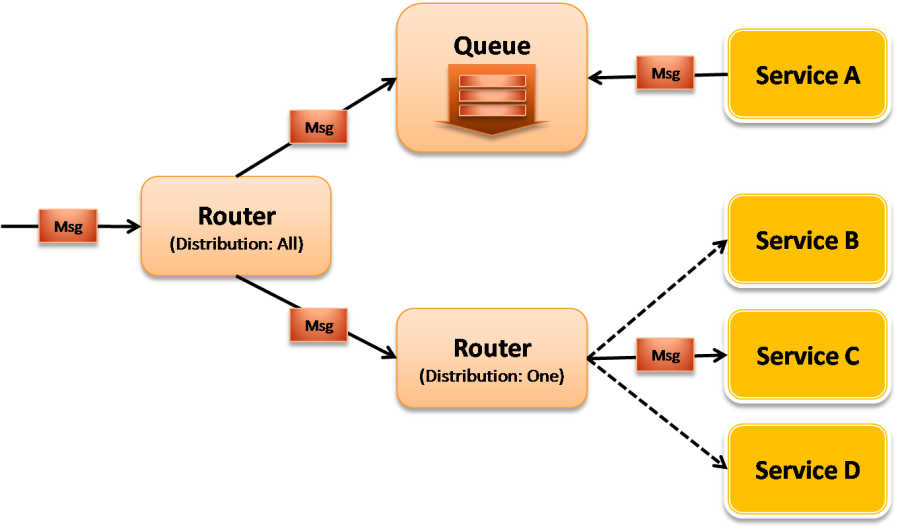 Queue
Msg
Service A
Msg
Msg
Router
(Distribution: All)
Service B
Msg
Router
(Distribution: One)
Msg
Service C
Service D